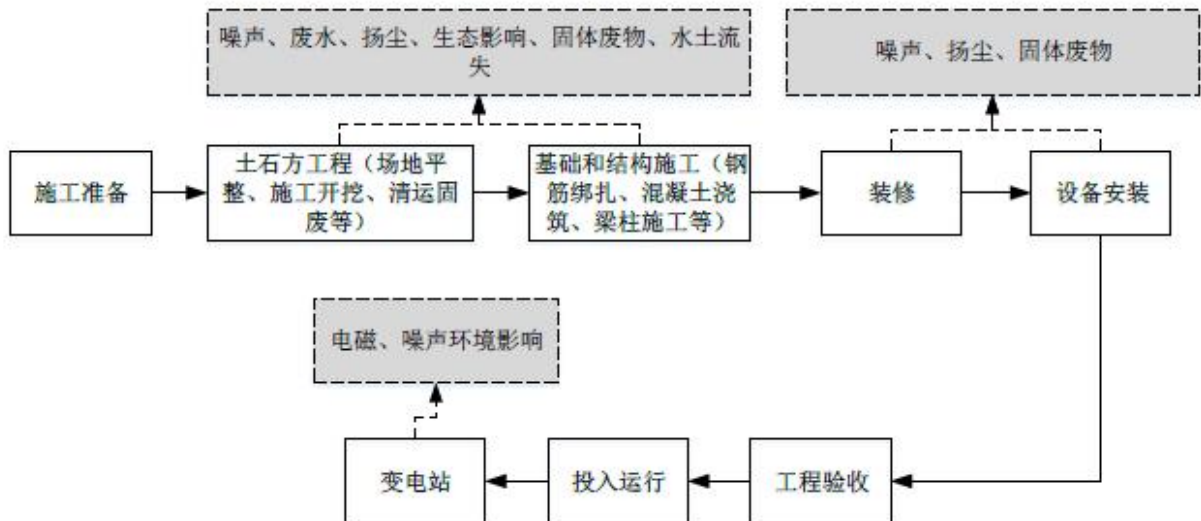 噪声、废水、扬尘、生态影响、固体废物、水土流
失
噪声、扬尘、固体废物
施工准备
土石方工程（场地平
整、施工开挖、清运固
废等）
基础和结构施工（钢
筋绑扎、混凝土浇
筑、梁柱施工等）
装修
设备安装
电磁、噪声环境影响
变电站
投入运行
工程验收